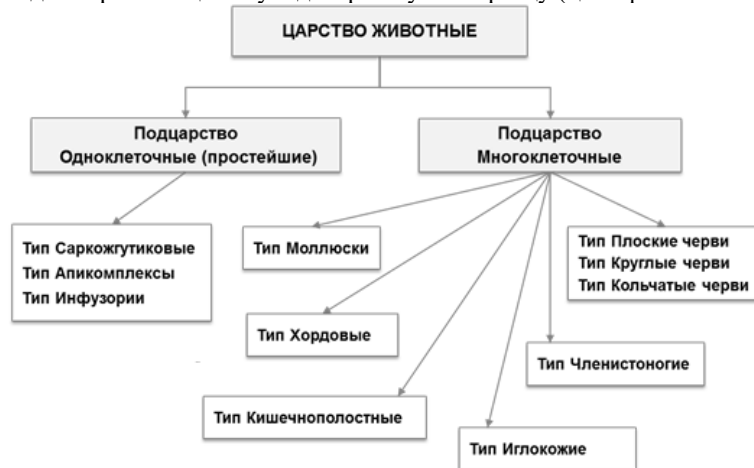 ЦАРСТВО ЖИВОТНЫЕ
Подцарство
Одноклеточные (простейшие)
Подцарство
Многоклеточные
Тип Саркожгутиковые
Тип Апикомплексы
Тип Инфузории
Тип Моллюски
Тип Плоские черви
Тип Круглые черви
Тип Кольчатые черви
Тип Хордовые
Тип Членистоногие
Тип Кишечнополостные
Тип Иглокожие